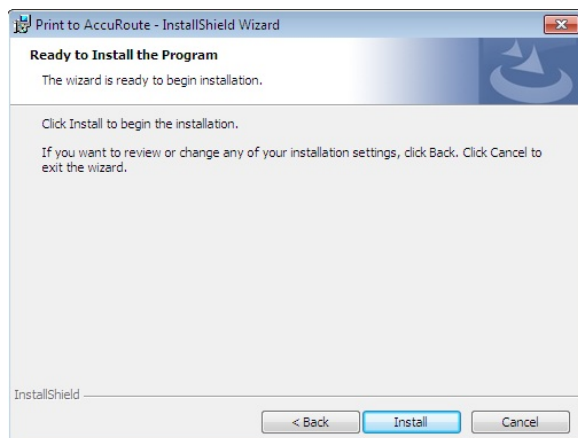 Print to AccuRoute - InstallShield Wizard
Ready to Install the Program
The wizard is ready to begin installation.
Click Install to begin the installation.
If you want to review or change any of your installation settings, click Back. Click Cancel to
exit the wizard.
InstallShield
< Back Install Cancel